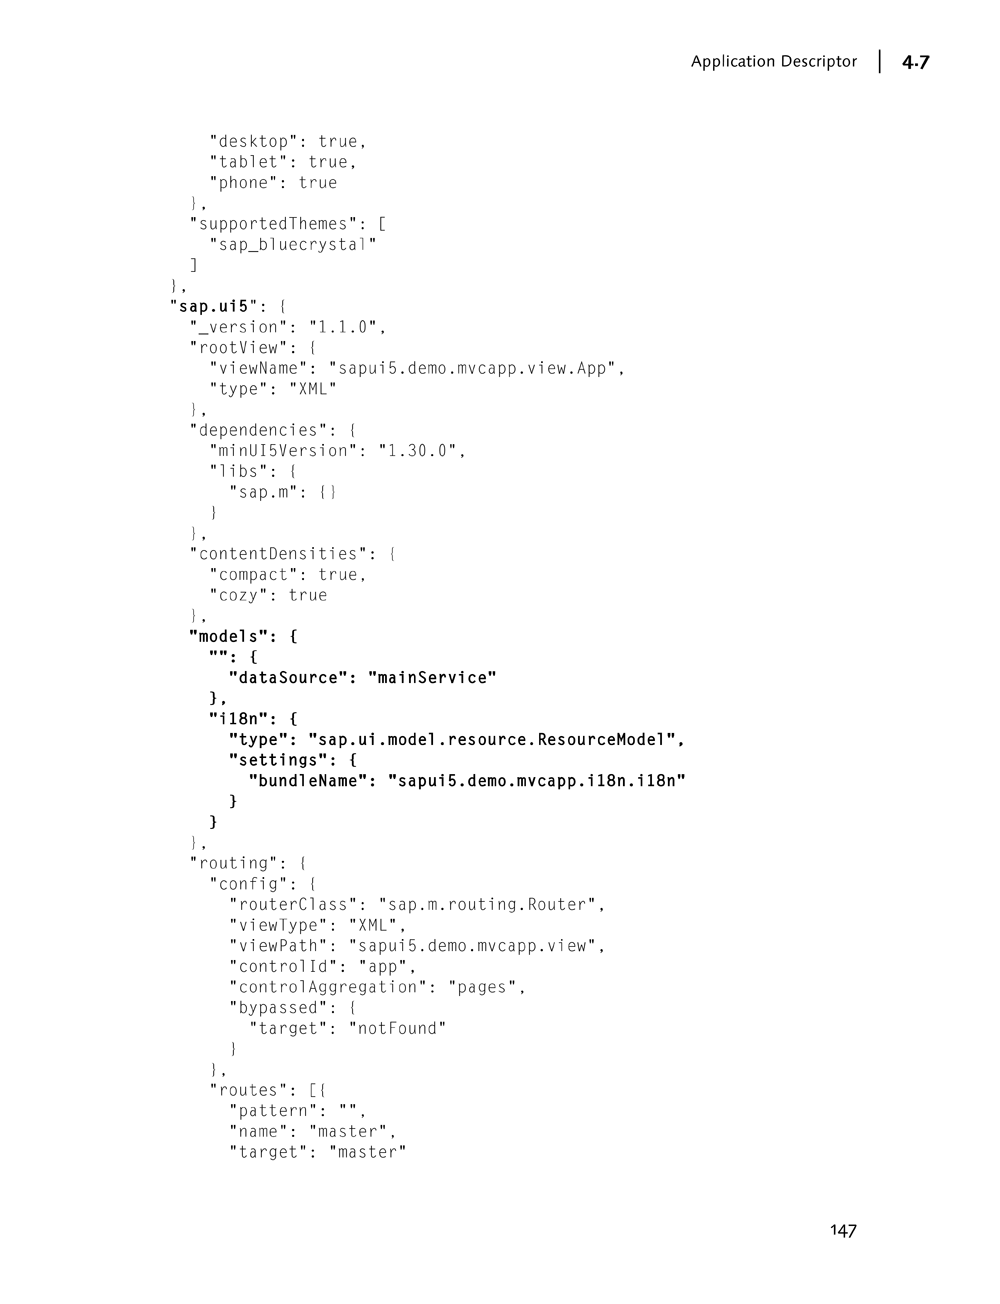 Application Descriptor | 4.7
"desktop": true,
"tablet": true,
"phone": true
},
"supportedThemes": [
"sap_bluecrystal"
]
},
"sap.ui5": {
"_version": "1.1.0",
"rootView": {
"viewName": "sapui5.demo.mvcapp.view.App",
"type": "XML"
},
"dependencies": {
"minUI5Version": "1.30.0",
"libs": {
"sap.m": {}
}
},
"contentDensities": {
"compact": true,
"cozy": true
},
"models": {
"": {
"dataSource": "mainService"
},
"i18n": {
"type": "sap.ui.model.resource.ResourceModel",
"settings": {
"bundleName": "sapui5.demo.mvcapp.i18n.i18n"
}
}
},
"routing": {
"config": {
"routerClass": "sap.m.routing.Router",
"viewType": "XML",
"viewPath": "sapui5.demo.mvcapp.view",
"controlId": "app",
"controlAggregation": "pages",
"bypassed": {
"target": "notFound"
}
},
"routes": [{
"pattern": "",
"name": "master",
"target": "master"
147